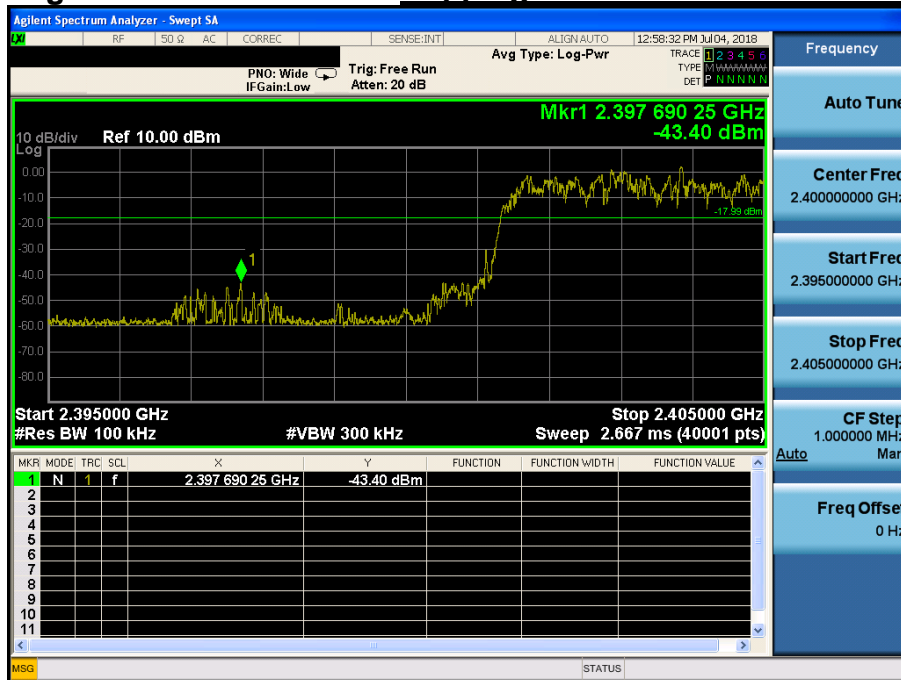 Agilent Spectrum Analyzer - Swept SA
LXI RF 50 Ω AC CORREC SENSE:INT ALIGN AUTO 12:58:32 PM Jul 04, 2018
Frequency
Avg Type: Log-Pwr TRACE 1 2 3 4 5 6
PNO: Wide Trig: Free Run TYPE M WWWWW
IFGain:Low Atten: 20 dB DET P N N N N N
Auto Tune
Mkr1 2.397 690 25 GHz
10 dB/div Ref 10.00 dBm -43.40 dBm
Log
0.00
-10.0
-17.99 dBm
-20.0
-30.0
1
-40.0
-50.0
-60.0
-70.0
-80.0
Center Freq
2.400000000 GHz
Start Freq
2.395000000 GHz
Stop Freq
2.405000000 GHz
Start 2.395000 GHz Stop 2.405000 GHz
#Res BW 100 kHz #VBW 300 kHz Sweep 2.667 ms (40001 pts)
CF Step
1.000000 MHz
Auto Man
MKR MODE TRC SCL X Y FUNCTION FUNCTION WIDTH FUNCTION VALUE
1 N 1 f 2.397 690 25 GHz -43.40 dBm
2
3
4
5
6
7
8
9
10
11
Freq Offset
0 Hz
MSG STATUS